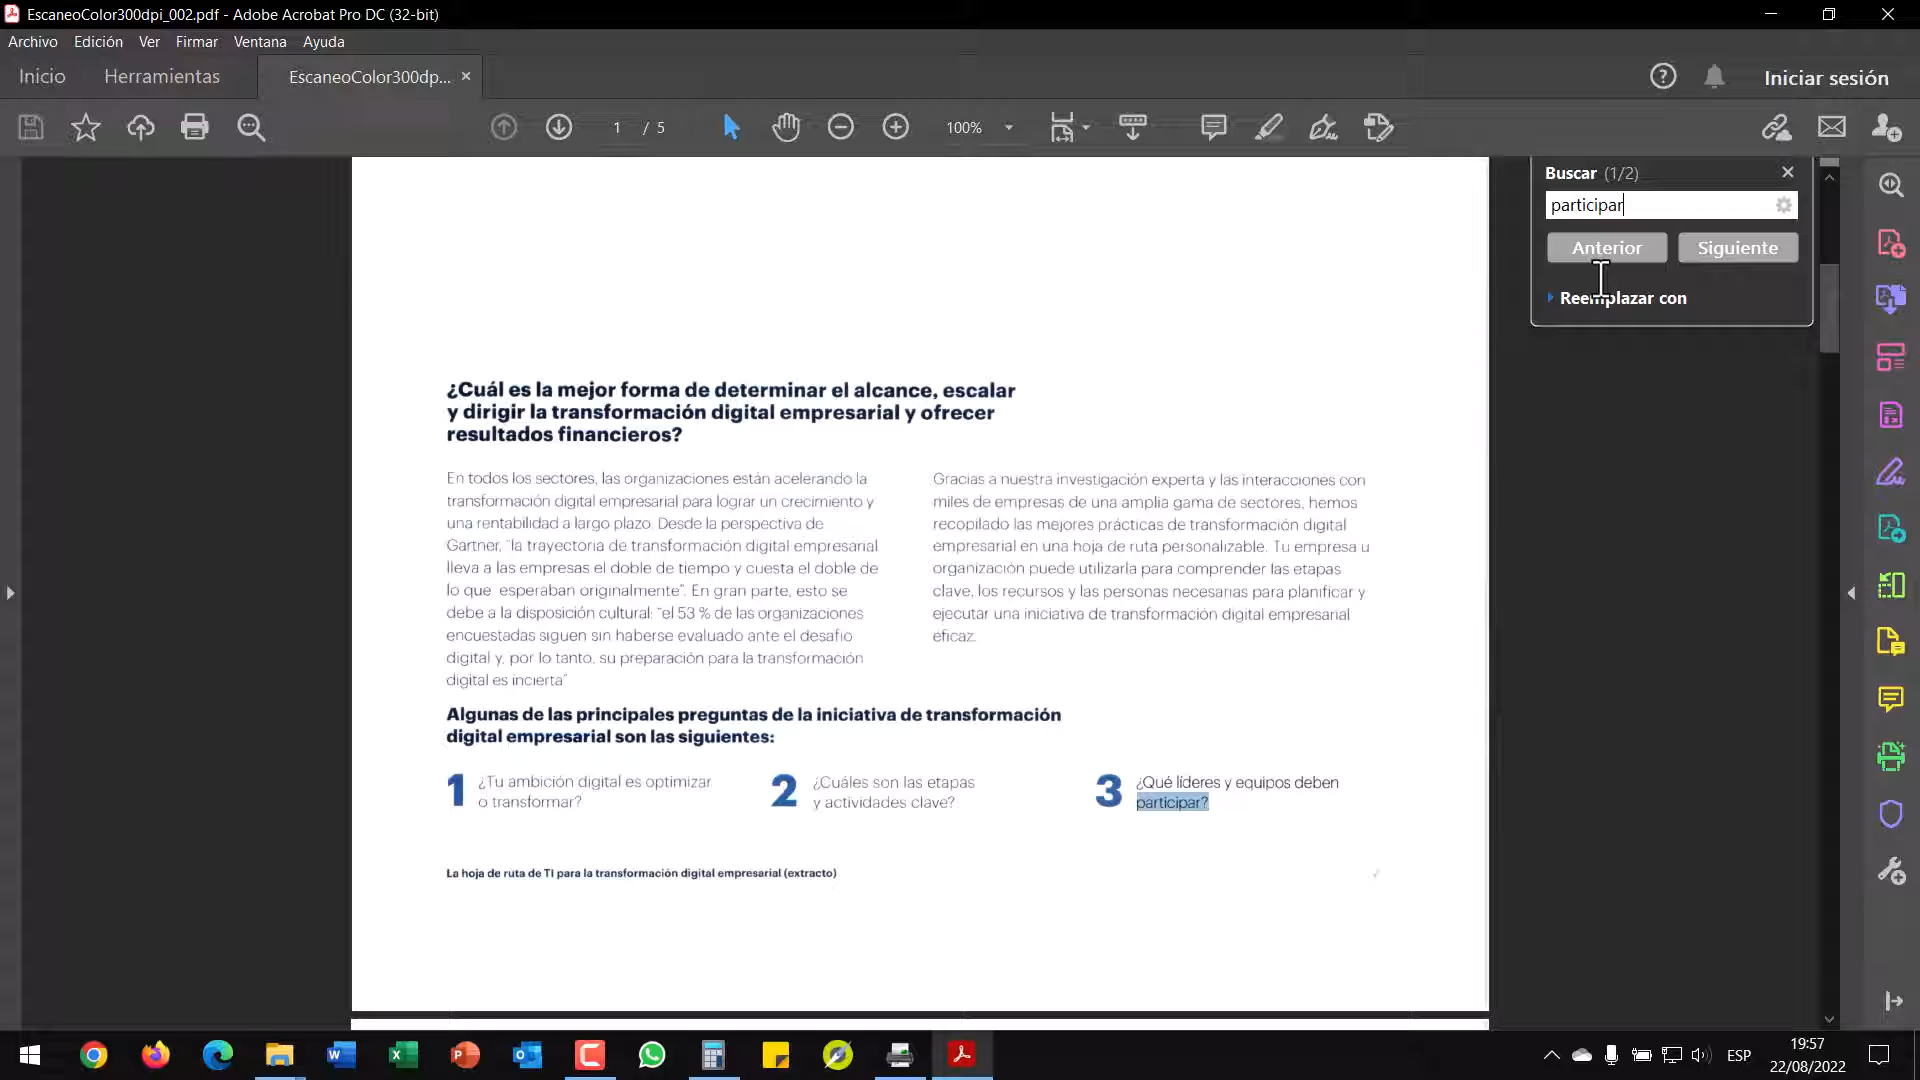 EscaneoColor300dpi_002.pdf - Adobe Acrobat Pro DC (32-bit)
Archivo Edición Ver Firmar Ventana Ayuda
Inicio Herramientas EscaneoColor300dp... Iniciar sesión
1 / 5 100%
Buscar (1/2)
participar
Anterior Siguiente
Reemplazar con
¿Cuál es la mejor forma de determinar el alcance, escalar
y dirigir la transformación digital empresarial y ofrecer
resultados financieros?
En todos los sectores, las organizaciones están acelerando la
transformación digital empresarial para lograr un crecimiento y
una rentabilidad a largo plazo. Desde la perspectiva de
Gartner, "la trayectoria de transformación digital empresarial
lleva a las empresas el doble de tiempo y cuesta el doble de
lo que esperaban originalmente". En gran parte, esto se
debe a la disposición cultural: "el 53 % de las organizaciones
encuestadas siguen sin haberse evaluado ante el desafío
digital y, por lo tanto, su preparación para la transformación
digital es incierta"
Gracias a nuestra investigación experta y las interacciones con
miles de empresas de una amplia gama de sectores, hemos
recopilado las mejores prácticas de transformación digital
empresarial en una hoja de ruta personalizable. Tu empresa u
organización puede utilizarla para comprender las etapas
clave, los recursos y las personas necesarias para planificar y
ejecutar una iniciativa de transformación digital empresarial
eficaz.
Algunas de las principales preguntas de la iniciativa de transformación
digital empresarial son las siguientes:
1 ¿Tu ambición digital es optimizar
o transformar?
2 ¿Cuáles son las etapas
y actividades clave?
3 ¿Qué líderes y equipos deben
participar?
La hoja de ruta de TI para la transformación digital empresarial (extracto)
ESP
19:57
22/08/2022